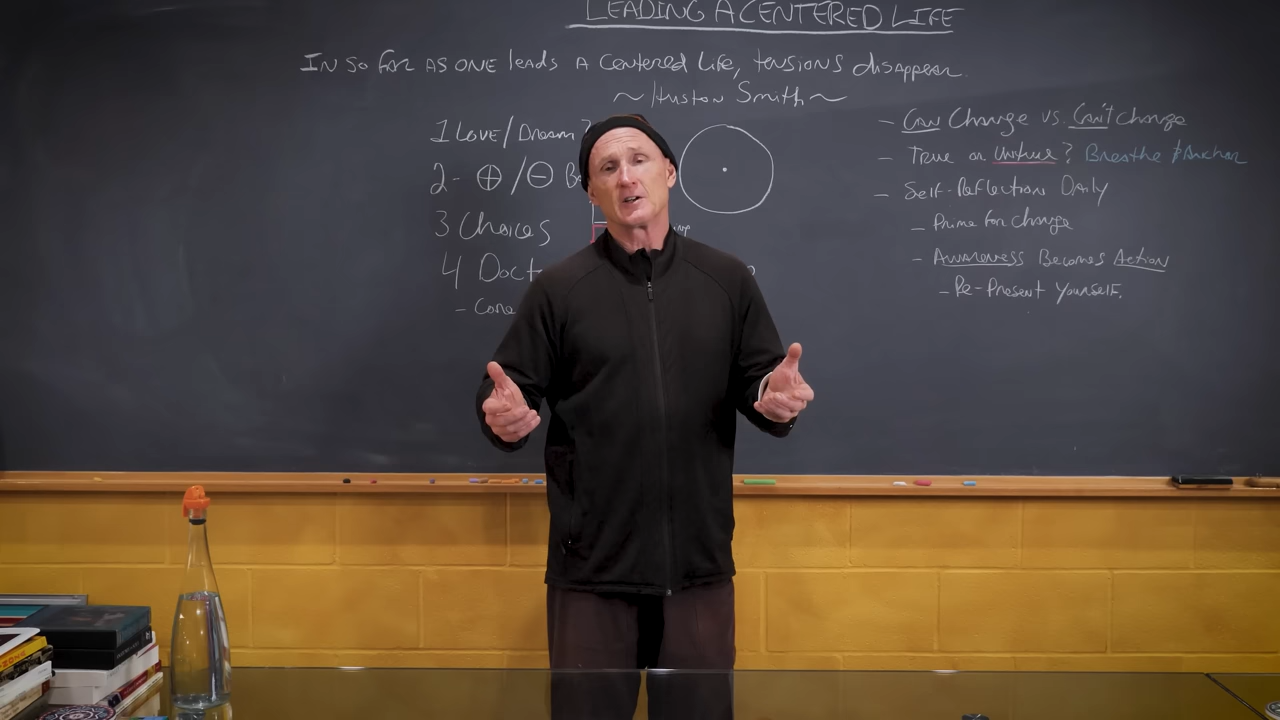 LEADING A CENTERED LIFE
IN SO FAR AS ONE leads A Centered Life, tensions disappear.
~ Huston Smith ~
1 Love/Dream ?
2 - ⊕ / ⊖ B
3 Choices
4 Doct
- Core
- Can Change vs. Can't change
- True or Untrue? Breathe & Anchor
- Self-Reflection Daily
- Prime for Change
- Awareness Becomes Action
- Re-Present Yourself.